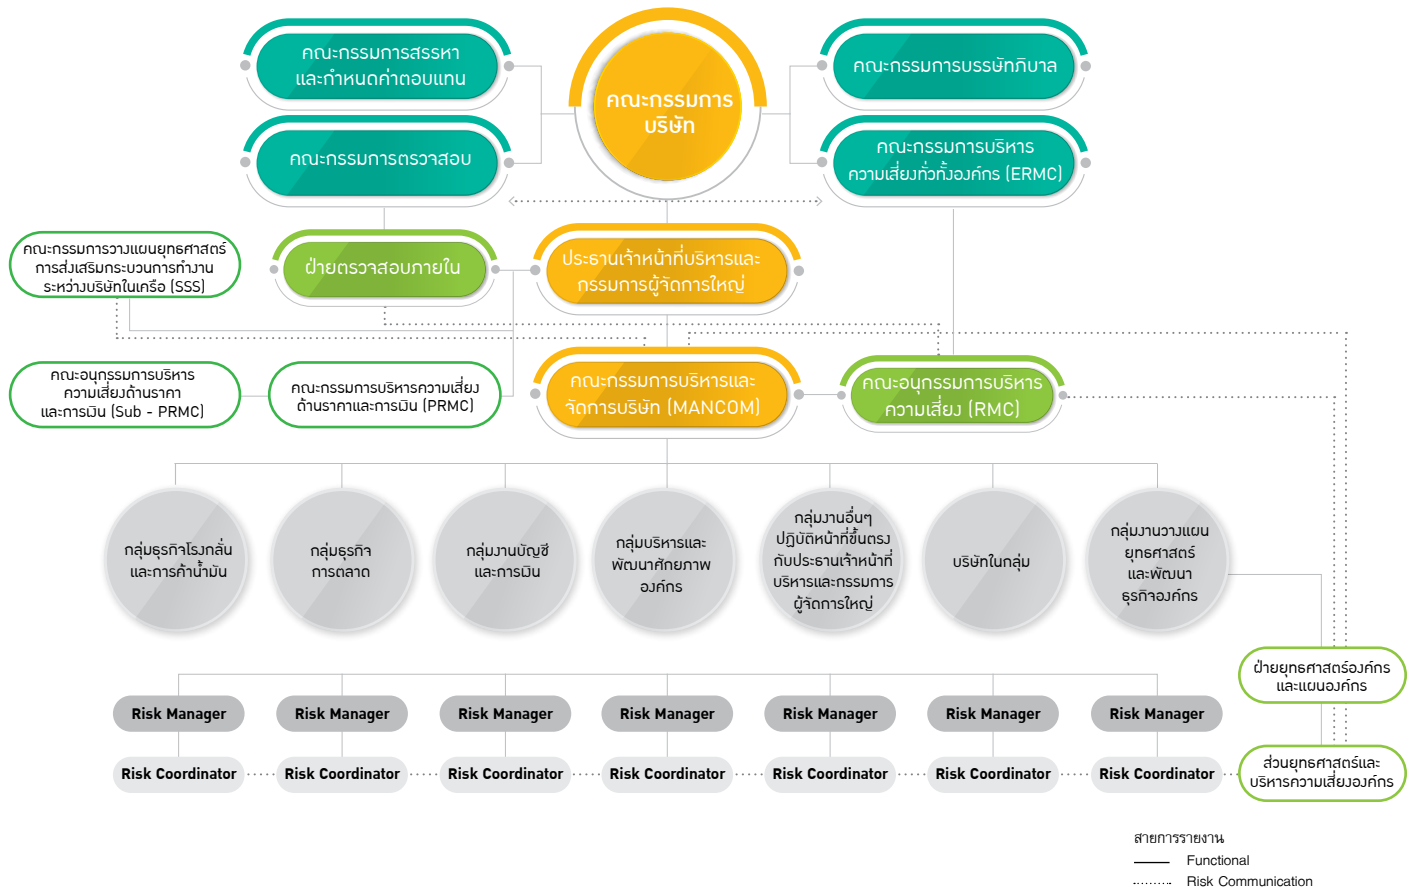 คณะกรรมการสรรหา
และกำหนดค่าตอบแทน
คณะกรรมการ
บริษัท
คณะกรรมการบรรษัทภิบาล
คณะกรรมการตรวจสอบ
คณะกรรมการบริหาร
ความเสี่ยงทั่วทั้งองค์กร (ERMC)
คณะกรรมการวางแผนยุทธศาสตร์
การส่งเสริมกระบวนการทำงาน
ระหว่างบริษัทในเครือ (SSS)
ฝ่ายตรวจสอบภายใน
ประธานเจ้าหน้าที่บริหารและ
กรรมการผู้จัดการใหญ่
คณะอนุกรรมการบริหาร
ความเสี่ยงด้านราคา
และการเงิน (Sub - PRMC)
คณะกรรมการบริหารความเสี่ยง
ด้านราคาและการเงิน (PRMC)
คณะกรรมการบริหารและ
จัดการบริษัท (MANCOM)
คณะอนุกรรมการบริหาร
ความเสี่ยง (RMC)
กลุ่มธุรกิจโรงกลั่น
และการค้าน้ำมัน
กลุ่มธุรกิจ
การตลาด
กลุ่มงานบัญชี
และการเงิน
กลุ่มบริหารและ
พัฒนาศักยภาพ
องค์กร
กลุ่มงานอื่นๆ
ปฏิบัติหน้าที่ขึ้นตรง
กับประธานเจ้าหน้าที่
บริหารและกรรมการ
ผู้จัดการใหญ่
บริษัทในกลุ่ม
กลุ่มงานวางแผน
ยุทธศาสตร์
และพัฒนา
ธุรกิจองค์กร
ฝ่ายยุทธศาสตร์องค์กร
และแผนองค์กร
Risk Manager
Risk Manager
Risk Manager
Risk Manager
Risk Manager
Risk Manager
Risk Manager
Risk Coordinator
Risk Coordinator
Risk Coordinator
Risk Coordinator
Risk Coordinator
Risk Coordinator
Risk Coordinator
ส่วนยุทธศาสตร์และ
บริหารความเสี่ยงองค์กร
สายการรายงาน
Functional
Risk Communication